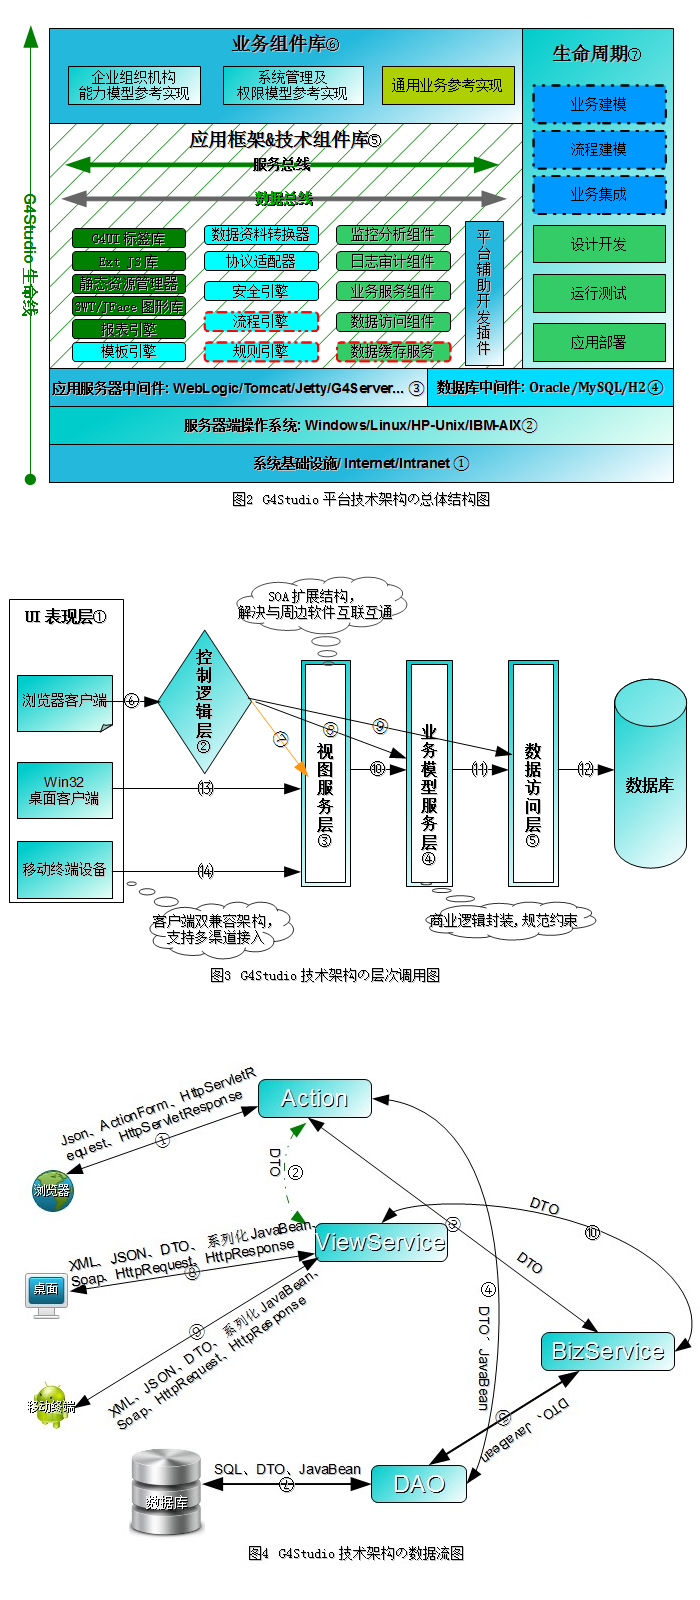 业务组件库⑥
企业组织机构
能力模型参考实现
系统管理及
权限模型参考实现
通用业务参考实现
生命周期⑦
业务建模
流程建模
业务集成
设计开发
运行测试
应用部署
G4Studio 生命线
应用框架&技术组件库⑤
服务总线
数据总线
G4UI 标签库
Ext JS 库
静态资源管理器
SWT/JFace 图形库
报表引擎
模板引擎
数据资料转换器
协议适配器
安全引擎
流程引擎
规则引擎
监控分析组件
日志审计组件
业务服务组件
数据访问组件
数据缓存服务
平台辅助开发插件
应用服务器中间件: WebLogic/Tomcat/Jetty/G4Server... ③
数据库中间件: Oracle/MySQL/H2④
服务器端操作系统: Windows/Linux/HP-Unix/IBM-AIX②
系统基础设施/ Internet/Intranet ①
图2 G4Studio 平台技术架构の总体结构图
SOA 扩展结构，
解决与周边软件互联互通
UI 表现层①
浏览器客户端
Win32
桌面客户端
移动终端设备
控制逻辑层②
视图服务层③
业务模型服务层④
数据访问层⑤
数据库
⑥
⑦
⑧
⑨
⑩
⑾
⑿
⒀
⒁
客户端双兼容架构，
支持多渠道接入
商业逻辑封装，规范约束
图3 G4Studio 技术架构の层次调用图
Json、ActionForm、HttpServletR
equest、HttpServletResponse
①
Action
浏览器
DTO
②
XML、JSON、DTO、系列化 JavaBean、
Soap、HttpRequest、HttpResponse
⑧
ViewService
DTO
⑩
DTO
桌面
⑨
XML、JSON、DTO、系列化 JavaBean、
Soap、HttpRequest、HttpResponse
④
DTO、JavaBean
BizService
移动终端
DTO、JavaBean
SQL、DTO、JavaBean
DAO
数据库
图4 G4Studio 技术架构の数据流图